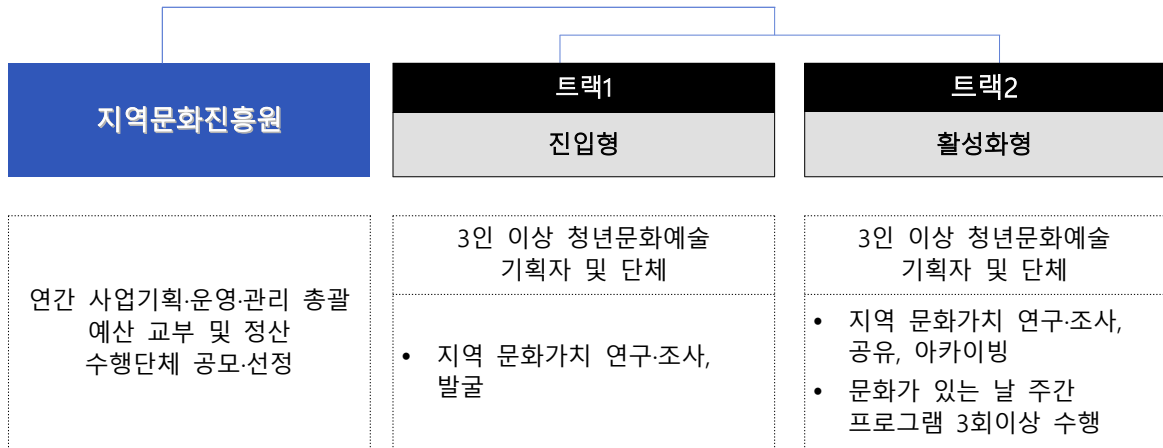 지역문화진흥원
연간 사업기획·운영·관리 총괄
예산 교부 및 정산
수행단체 공모·선정
트랙1
진입형
3인 이상 청년문화예술
기획자 및 단체
• 지역 문화가치 연구·조사,
발굴
트랙2
활성화형
3인 이상 청년문화예술
기획자 및 단체
• 지역 문화가치 연구·조사,
공유, 아카이빙
• 문화가 있는 날 주간
프로그램 3회이상 수행